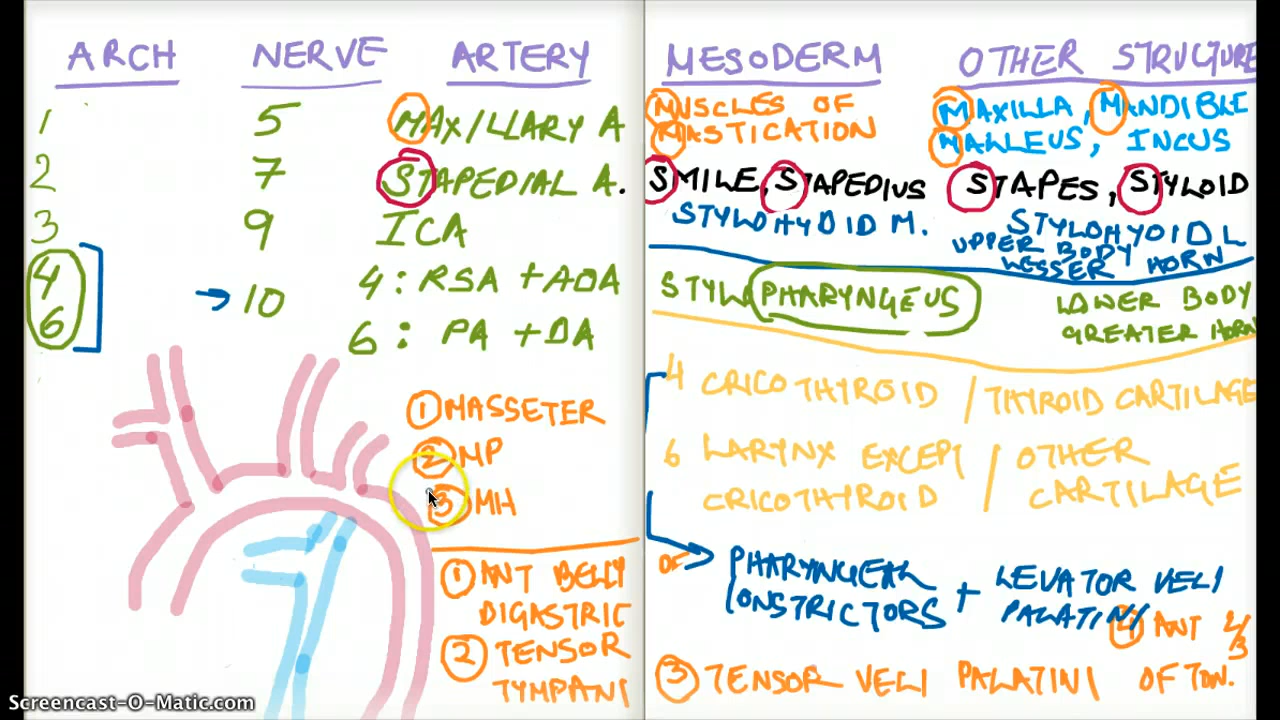 ARCH NERVE ARTERY MESODERM OTHER STRUCTURE
1 5 MAXILLARY A MUSCLES OF MASTICATION MAXILLA, MANDIBLE
MALLEUS, INCUS
2 7 STAPEDIAL A. SMILE, STAPEDIUS STAPES, STYLOID
STYLOHYOID M. STYLOHYOID L
UPPER BODY
LESSER HORN
3 9 ICA STYLOPHARYNGEUS LOWER BODY
GREATER HORN
4 → 10 4: RSA + AOA
6 6: PA + DA
4 CRICOTHYROID / THYROID CARTILAGE
6 LARYNX EXCEPT / OTHER
CRICOTHYROID / CARTILAGE
① MASSETER
② MP
③ MH
PHARYNGEAL
CONSTRICTORS + LEVATOR VELI
PALATINI
① ANT BELLY
DIGASTRIC
② TENSOR
TYMPANI
③ TENSOR VELI PALATINI
④ ANT 2/3
OF TON.
Screencast-O-Matic.com